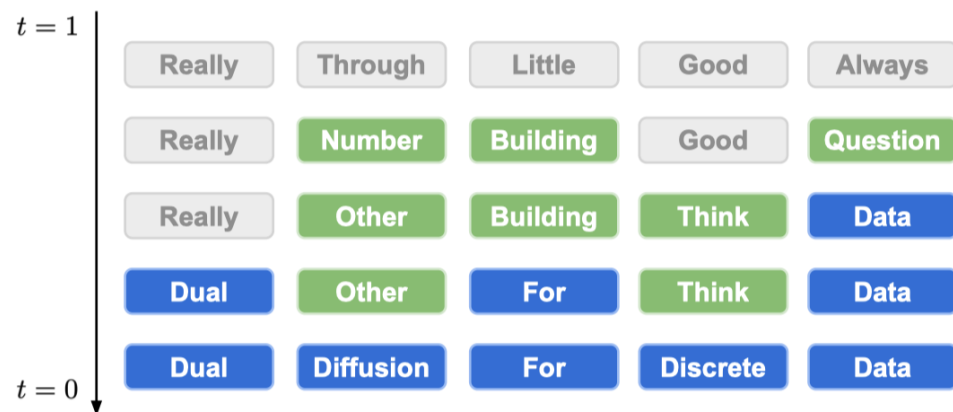 t = 1
Really Through Little Good Always
Really Number Building Good Question
Really Other Building Think Data
Dual Other For Think Data
Dual Diffusion For Discrete Data
t = 0